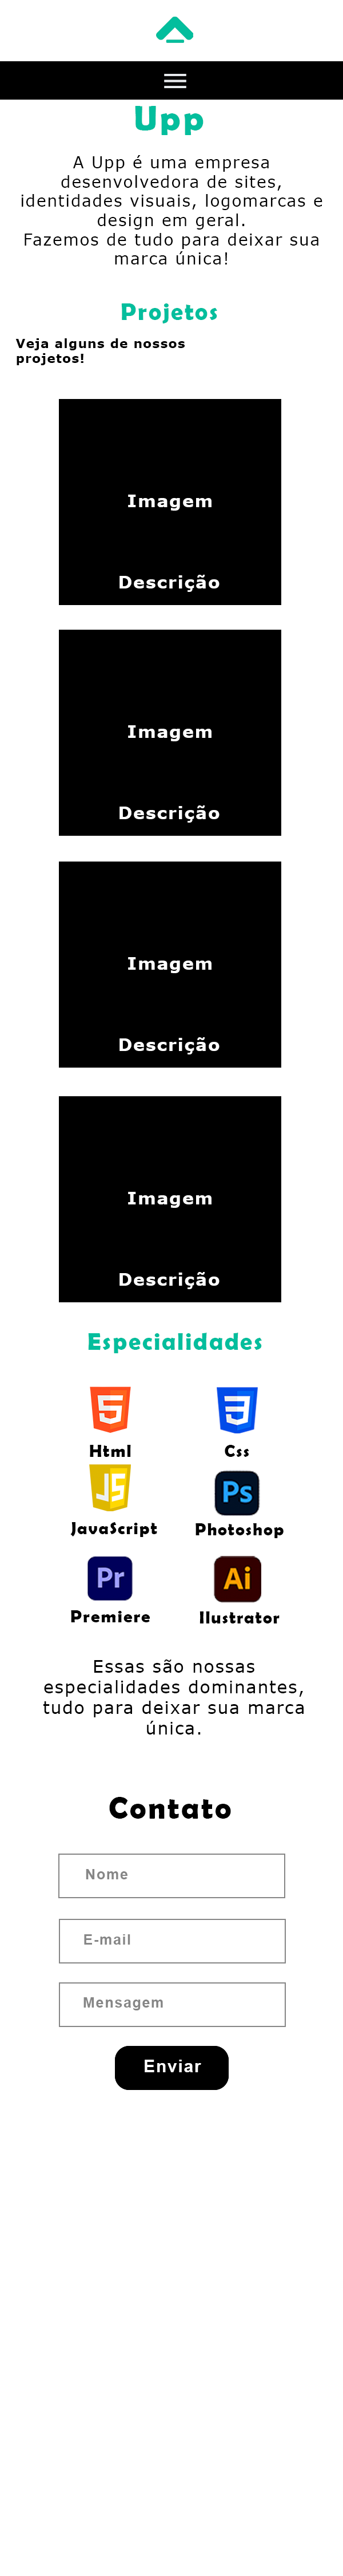 Upp
A Upp é uma empresa
desenvolvedora de sites,
identidades visuais, logomarcas e
design em geral.
Fazemos de tudo para deixar sua
marca única!
Projetos
Veja alguns de nossos
projetos!
Imagem
Descrição
Imagem
Descrição
Imagem
Descrição
Imagem
Descrição
Especialidades
5 3
Html Css
JS Ps
JavaScript Photoshop
Pr Ai
Premiere Ilustrator
Essas são nossas
especialidades dominantes,
tudo para deixar sua marca
única.
Contato
Nome
E-mail
Mensagem
Enviar